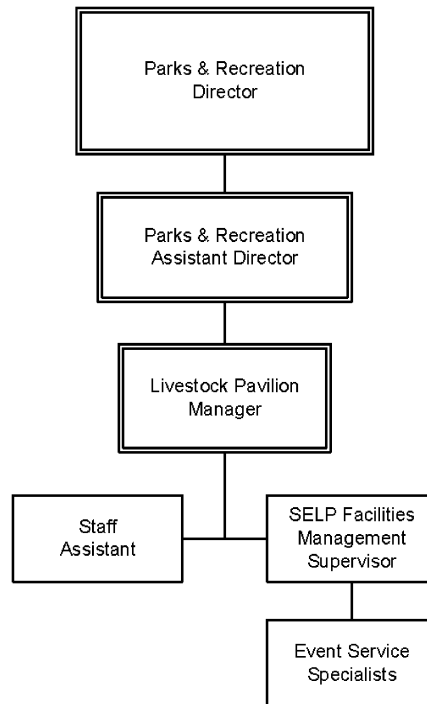 Parks & Recreation
Director
Parks & Recreation
Assistant Director
Livestock Pavilion
Manager
Staff
Assistant
SELP Facilities
Management
Supervisor
Event Service
Specialists